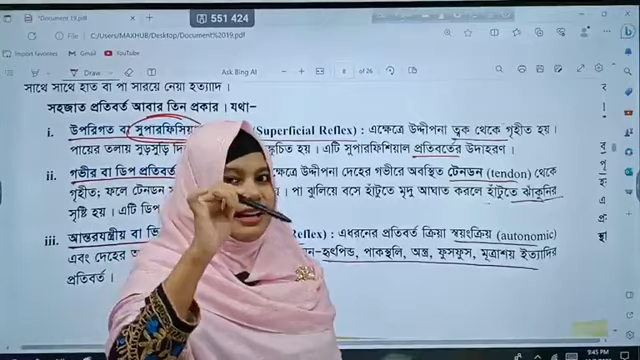 *Document 19.pdf
551 424
C:/Users/MAXHUB/Desktop/Document%2019.pdf
Import favourites
Gmail
YouTube
Draw
Ask Bing AI
8 of 26
সাথে সাথে হাত বা পা সরিয়ে নেয়া ইত্যাদি।
সহজাত প্রতিবর্ত আবার তিন প্রকার। যথা-
i. উপরিগত বা (Superficial Reflex) : এক্ষেত্রে উদ্দীপনা ত্বক থেকে গৃহীত হয়।
পায়ের তলায় হয়। এটি সুপারফিশিয়াল প্রতিবর্তের উদাহরণ।
ii. গভীর বা ডিপ প্রতিবর্ত উদ্দীপনা দেহের গভীরে অবস্থিত টেনডন (tendon) থেকে
গৃহীত; ফলে টেনডন পা ঝুলিয়ে বসে হাঁটুতে মৃদু আঘাত করলে হাঁটুতে ঝাঁকুনির
সৃষ্টি হয়। এটি ডিপ
iii. আন্তরযন্ত্রীয় বা : এধরনের প্রতিবর্ত ক্রিয়া স্বয়ংক্রিয় (autonomic)
এবং দেহের হৃৎপিন্ড, পাকস্থলি, অন্ত্র, ফুসফুস, মূত্রাশয় ইত্যাদির
প্রতিবর্ত।
9:45 PM